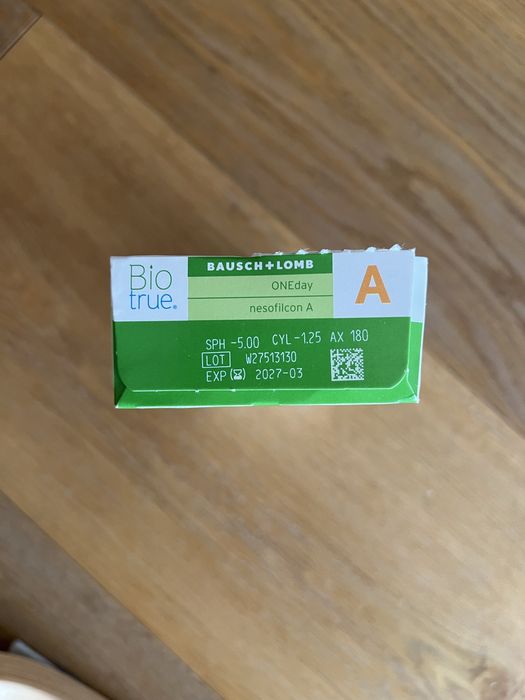 Bio
true®
BAUSCH+LOMB
ONEday
nesofilcon A
A
SPH -5.00 CYL -1.25 AX 180
LOT W27513130
EXP 2027-03